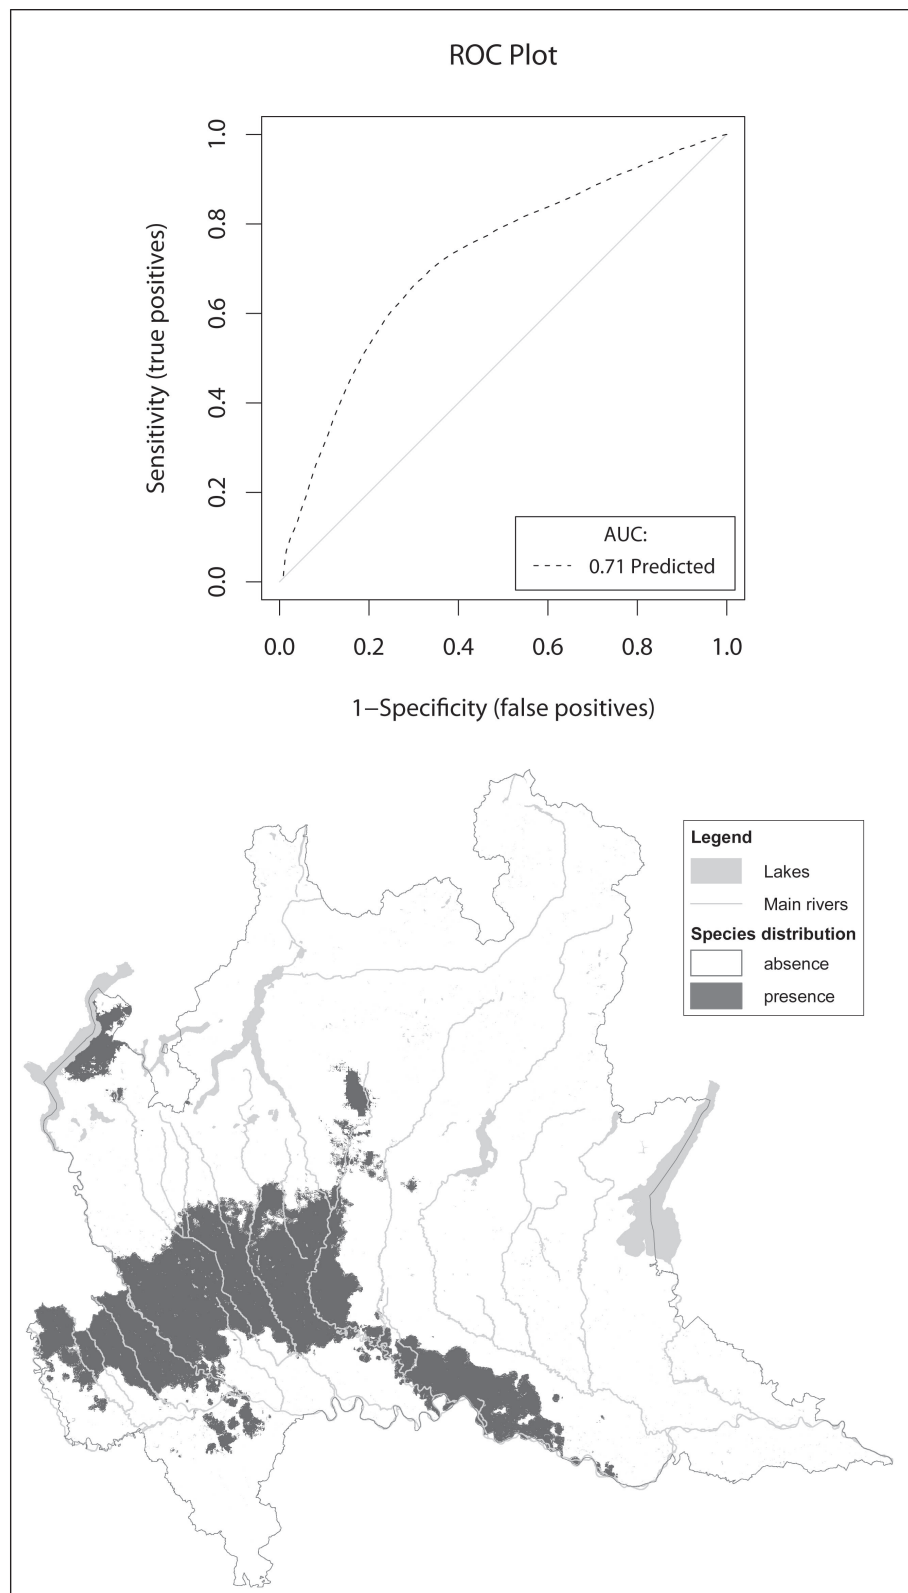 ROC Plot
1.0
0.8
0.6
0.4
0.2
0.0
Sensitivity (true positives)
AUC:
0.71 Predicted
0.0 0.2 0.4 0.6 0.8 1.0
1−Specificity (false positives)
Legend
Lakes
Main rivers
Species distribution
absence
presence